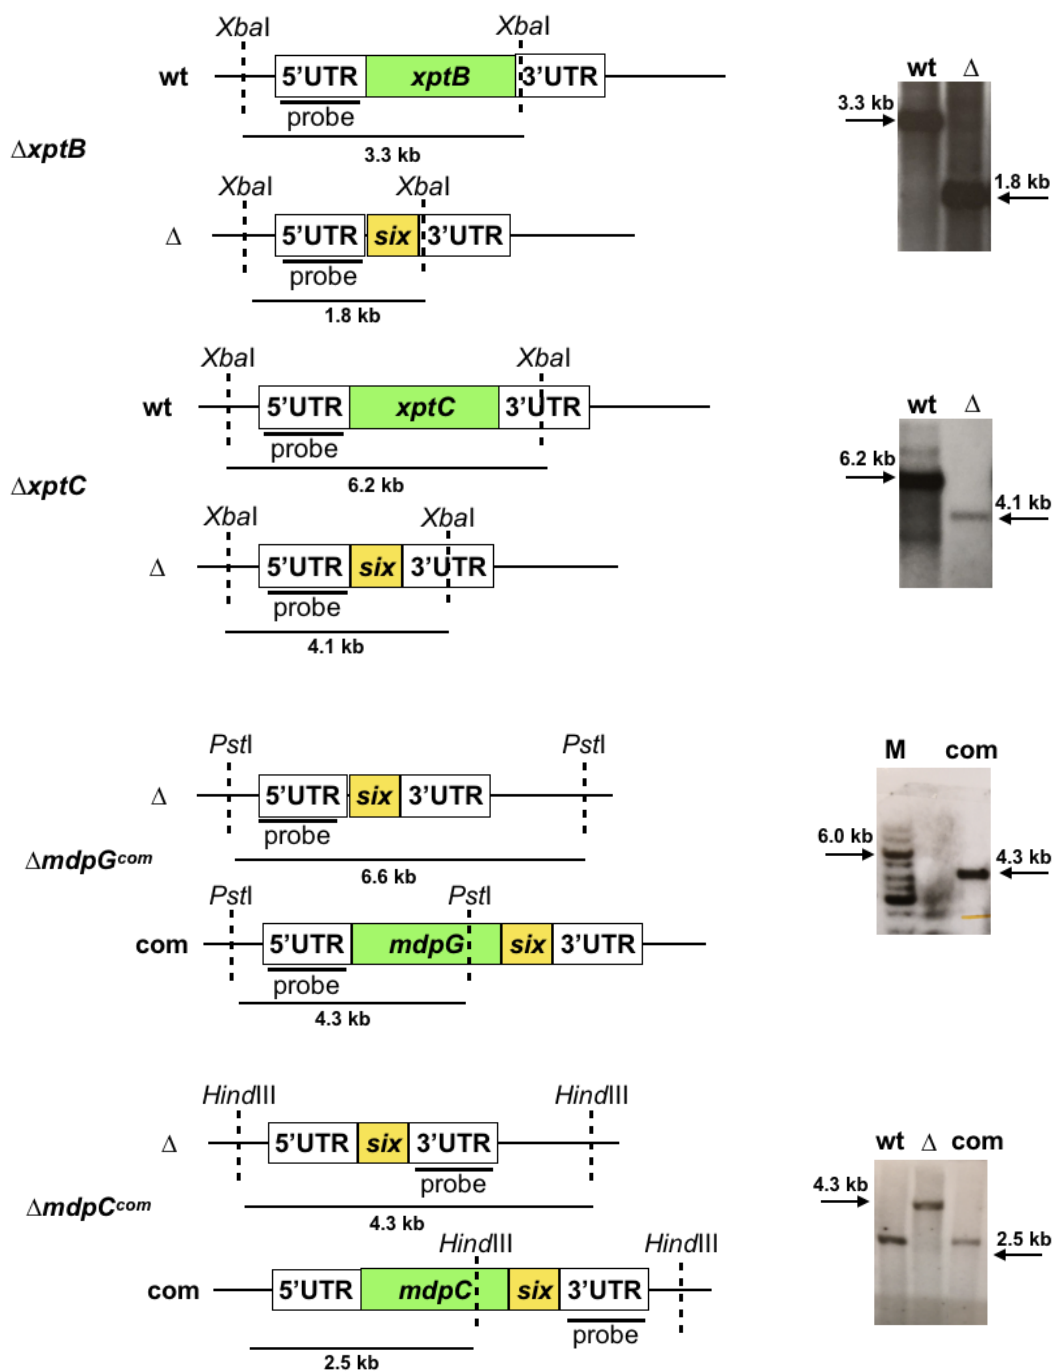 XbaI XbaI
wt 5’UTR xptB 3’UTR
probe
3.3 kb
ΔxptB
XbaI XbaI
Δ 5’UTR six 3’UTR
probe
1.8 kb
wt Δ
3.3 kb
1.8 kb
XbaI XbaI
wt 5’UTR xptC 3’UTR
probe
6.2 kb
ΔxptC
XbaI XbaI
Δ 5’UTR six 3’UTR
probe
4.1 kb
wt Δ
6.2 kb
4.1 kb
PstI PstI
Δ 5’UTR six 3’UTR
probe
6.6 kb
ΔmdpGcom
PstI PstI
com 5’UTR mdpG six 3’UTR
probe
4.3 kb
M com
6.0 kb
4.3 kb
HindIII HindIII
Δ 5’UTR six 3’UTR
probe
4.3 kb
ΔmdpCcom
HindIII HindIII
com 5’UTR mdpC six 3’UTR
probe
2.5 kb
wt Δ com
4.3 kb
2.5 kb